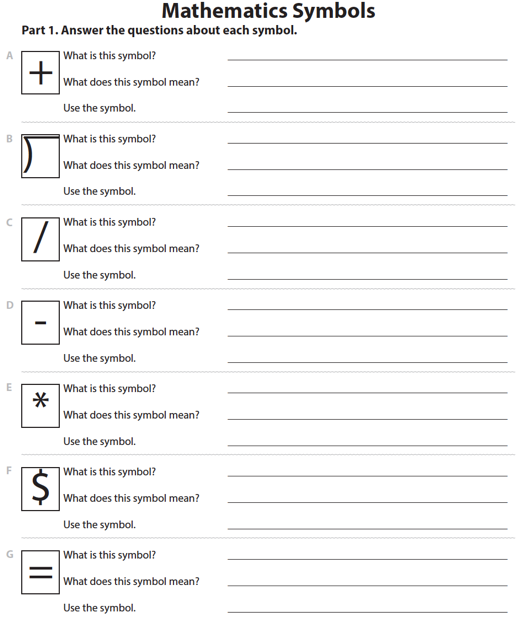 Mathematics Symbols
Part 1. Answer the questions about each symbol.
A
+
What is this symbol?
What does this symbol mean?
Use the symbol.
B
)
What is this symbol?
What does this symbol mean?
Use the symbol.
C
/
What is this symbol?
What does this symbol mean?
Use the symbol.
D
-
What is this symbol?
What does this symbol mean?
Use the symbol.
E
*
What is this symbol?
What does this symbol mean?
Use the symbol.
F
$
What is this symbol?
What does this symbol mean?
Use the symbol.
G
=
What is this symbol?
What does this symbol mean?
Use the symbol.